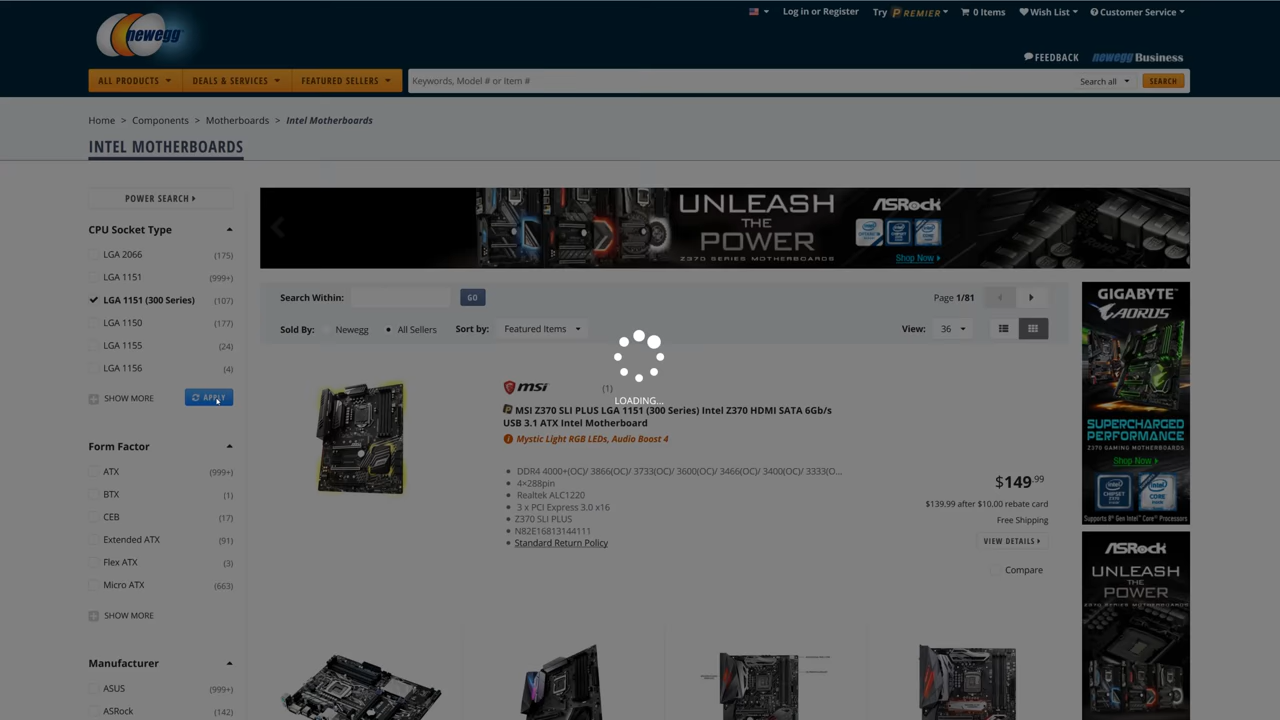 Log in or Register
Try PREMIER
0 Items
Wish List
Customer Service
newegg
FEEDBACK
newegg Business
ALL PRODUCTS
DEALS & SERVICES
FEATURED SELLERS
Keywords, Model # or Item #
Search all
SEARCH
Home > Components > Motherboards > Intel Motherboards
INTEL MOTHERBOARDS
POWER SEARCH
CPU Socket Type
LGA 2066 (175)
LGA 1151 (999+)
LGA 1151 (300 Series) (107)
LGA 1150 (177)
LGA 1155 (24)
LGA 1156 (4)
SHOW MORE
APPLY
Form Factor
ATX (999+)
BTX (1)
CEB (17)
Extended ATX (91)
Flex ATX (3)
Micro ATX (663)
SHOW MORE
Manufacturer
ASUS (999+)
ASRock (142)
UNLEASH
THE
POWER
Z370 SERIES MOTHERBOARDS
ASRock
Shop Now
Search Within:
GO
Page 1/81
Sold By: Newegg All Sellers Sort by: Featured Items
View: 36
LOADING...
msi (1)
MSI Z370 SLI PLUS LGA 1151 (300 Series) Intel Z370 HDMI SATA 6Gb/s
USB 3.1 ATX Intel Motherboard
Mystic Light RGB LEDs, Audio Boost 4
DDR4 4000+(OC)/ 3866(OC)/ 3733(OC)/ 3600(OC)/ 3466(OC)/ 3400(OC)/ 3333(O...
4×288pin
Realtek ALC1220
3 x PCI Express 3.0 x16
Z370 SLI PLUS
N82E16813144111
Standard Return Policy
$149.99
$139.99 after $10.00 rebate card
Free Shipping
VIEW DETAILS
Compare
GIGABYTE™
AORUS
SUPERCHARGED
PERFORMANCE
Z370 GAMING MOTHERBOARDS
Shop Now
Supports 8th Gen Intel® Core™ Processors
ASRock
UNLEASH
THE
POWER
Z370 SERIES MOTHERBOARDS